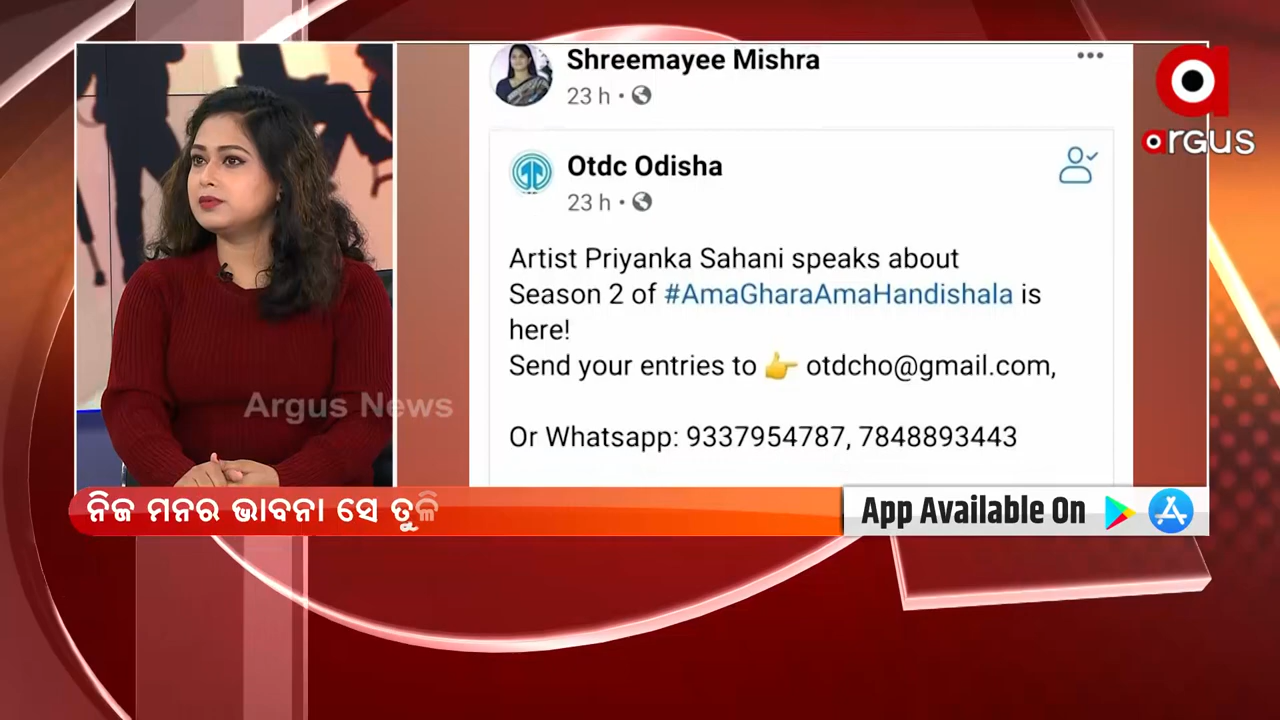 Shreemayee Mishra
23 h •
Otdc Odisha
23 h •
Artist Priyanka Sahani speaks about
Season 2 of #AmaGharaAmaHandishala is
here!
Send your entries to 👉 otdcho@gmail.com,
Or Whatsapp: 9337954787, 7848893443
argus
Argus News
ନିଜ ମନର ଭାବନା ସେ ତୁଳି
App Available On